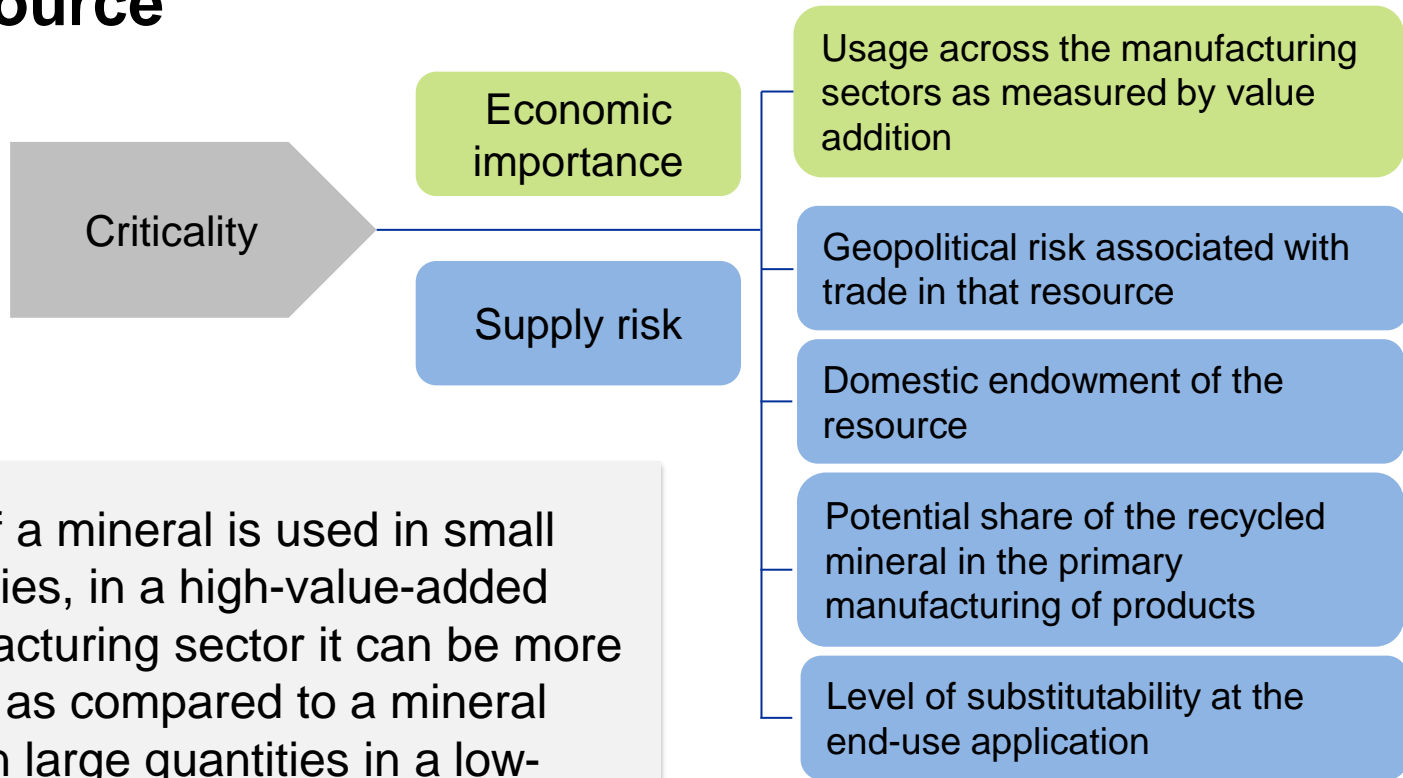 Criticality
Economic
importance
Supply risk
Usage across the manufacturing
sectors as measured by value
addition
Geopolitical risk associated with
trade in that resource
Domestic endowment of the
resource
Potential share of the recycled
mineral in the primary
manufacturing of products
Level of substitutability at the
end-use application
a mineral is used in small
in a high-value-added
sector it can be more
as compared to a mineral
large quantities in a low-